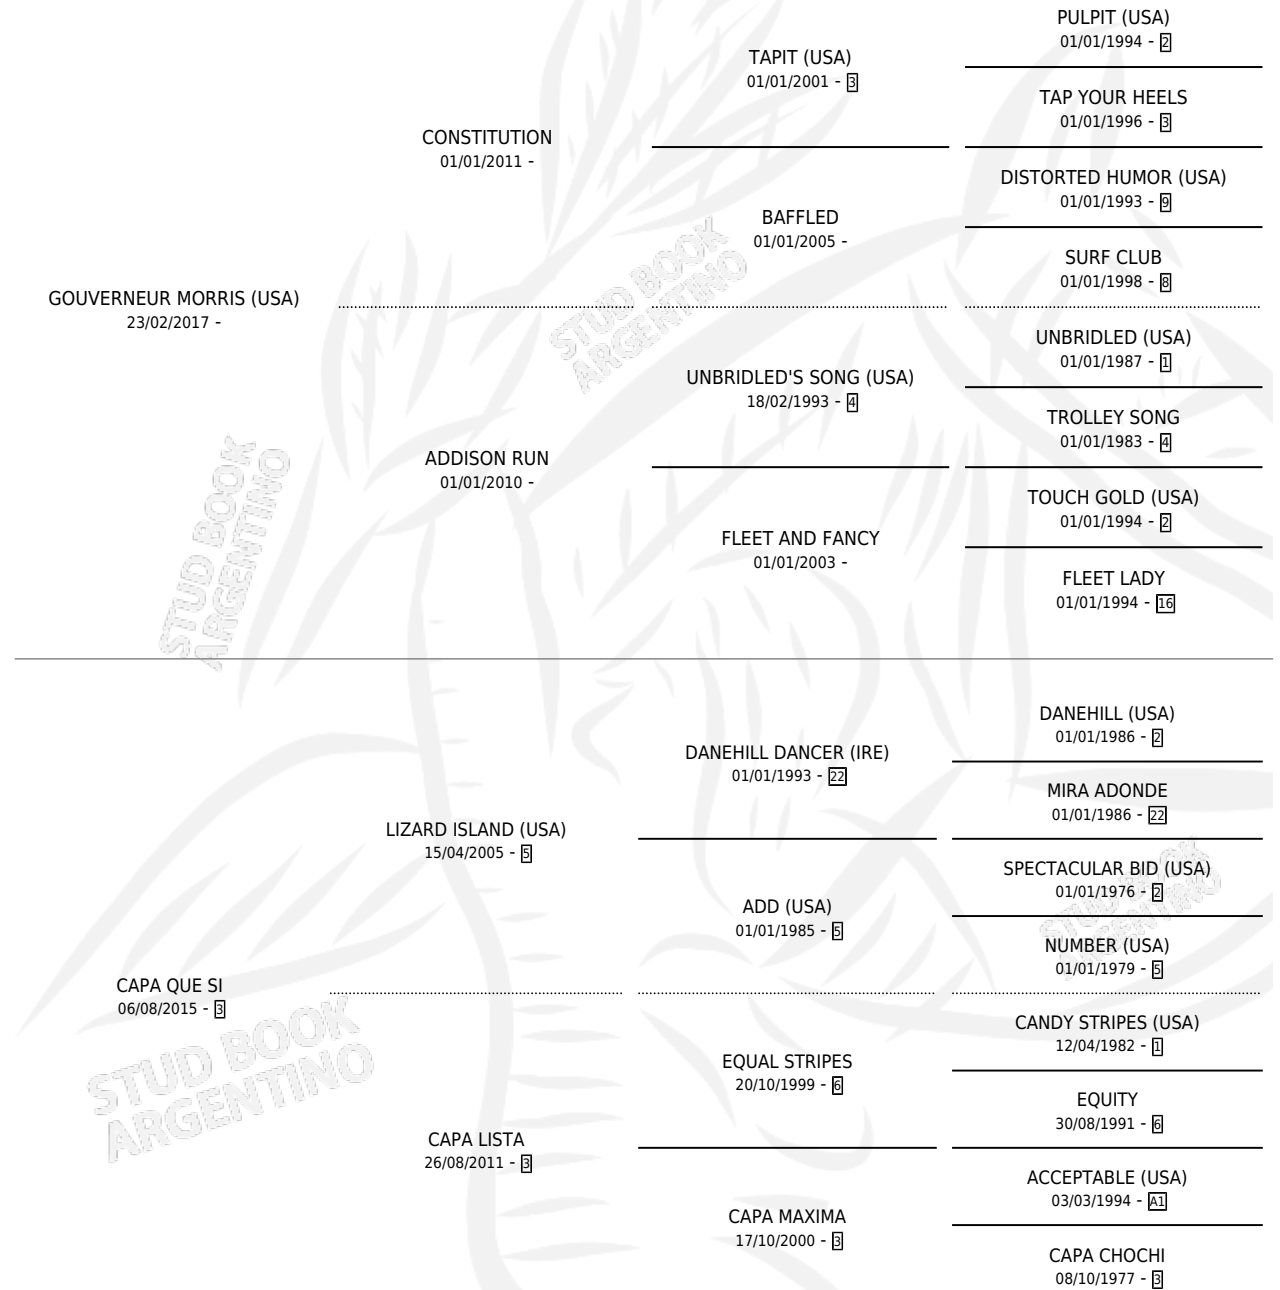 PULPIT (USA)
01/01/1994 - 2
TAPIT (USA)
01/01/2001 - 3
TAP YOUR HEELS
01/01/1996 - 3
CONSTITUTION
01/01/2011 -
DISTORTED HUMOR (USA)
01/01/1993 - 9
BAFFLED
01/01/2005 -
SURF CLUB
01/01/1998 - 8
GOUVERNEUR MORRIS (USA)
23/02/2017 -
STUD BOOK
ARGENTINO
UNBRIDLED (USA)
01/01/1987 - 1
UNBRIDLED'S SONG (USA)
18/02/1993 - 4
TROLLEY SONG
01/01/1983 - 4
ADDISON RUN
01/01/2010 -
TOUCH GOLD (USA)
01/01/1994 - 2
FLEET AND FANCY
01/01/2003 -
FLEET LADY
01/01/1994 - 16
STUD BOOK
ARGENTINO
DANEHILL (USA)
01/01/1986 - 2
DANEHILL DANCER (IRE)
01/01/1993 - 22
MIRA ADONDE
01/01/1986 - 22
LIZARD ISLAND (USA)
15/04/2005 - 5
SPECTACULAR BID (USA)
01/01/1976 - 2
ADD (USA)
01/01/1985 - 5
STUD BOOK
ARGENTINO
NUMBER (USA)
01/01/1979 - 5
CAPA QUE SI
06/08/2015 - 3
CANDY STRIPES (USA)
12/04/1982 - 1
EQUAL STRIPES
20/10/1999 - 6
STUD BOOK
ARGENTINO
EQUITY
30/08/1991 - 6
CAPA LISTA
26/08/2011 - 3
ACCEPTABLE (USA)
03/03/1994 - A1
CAPA MAXIMA
17/10/2000 - 3
CAPA CHOCHI
08/10/1977 - 3